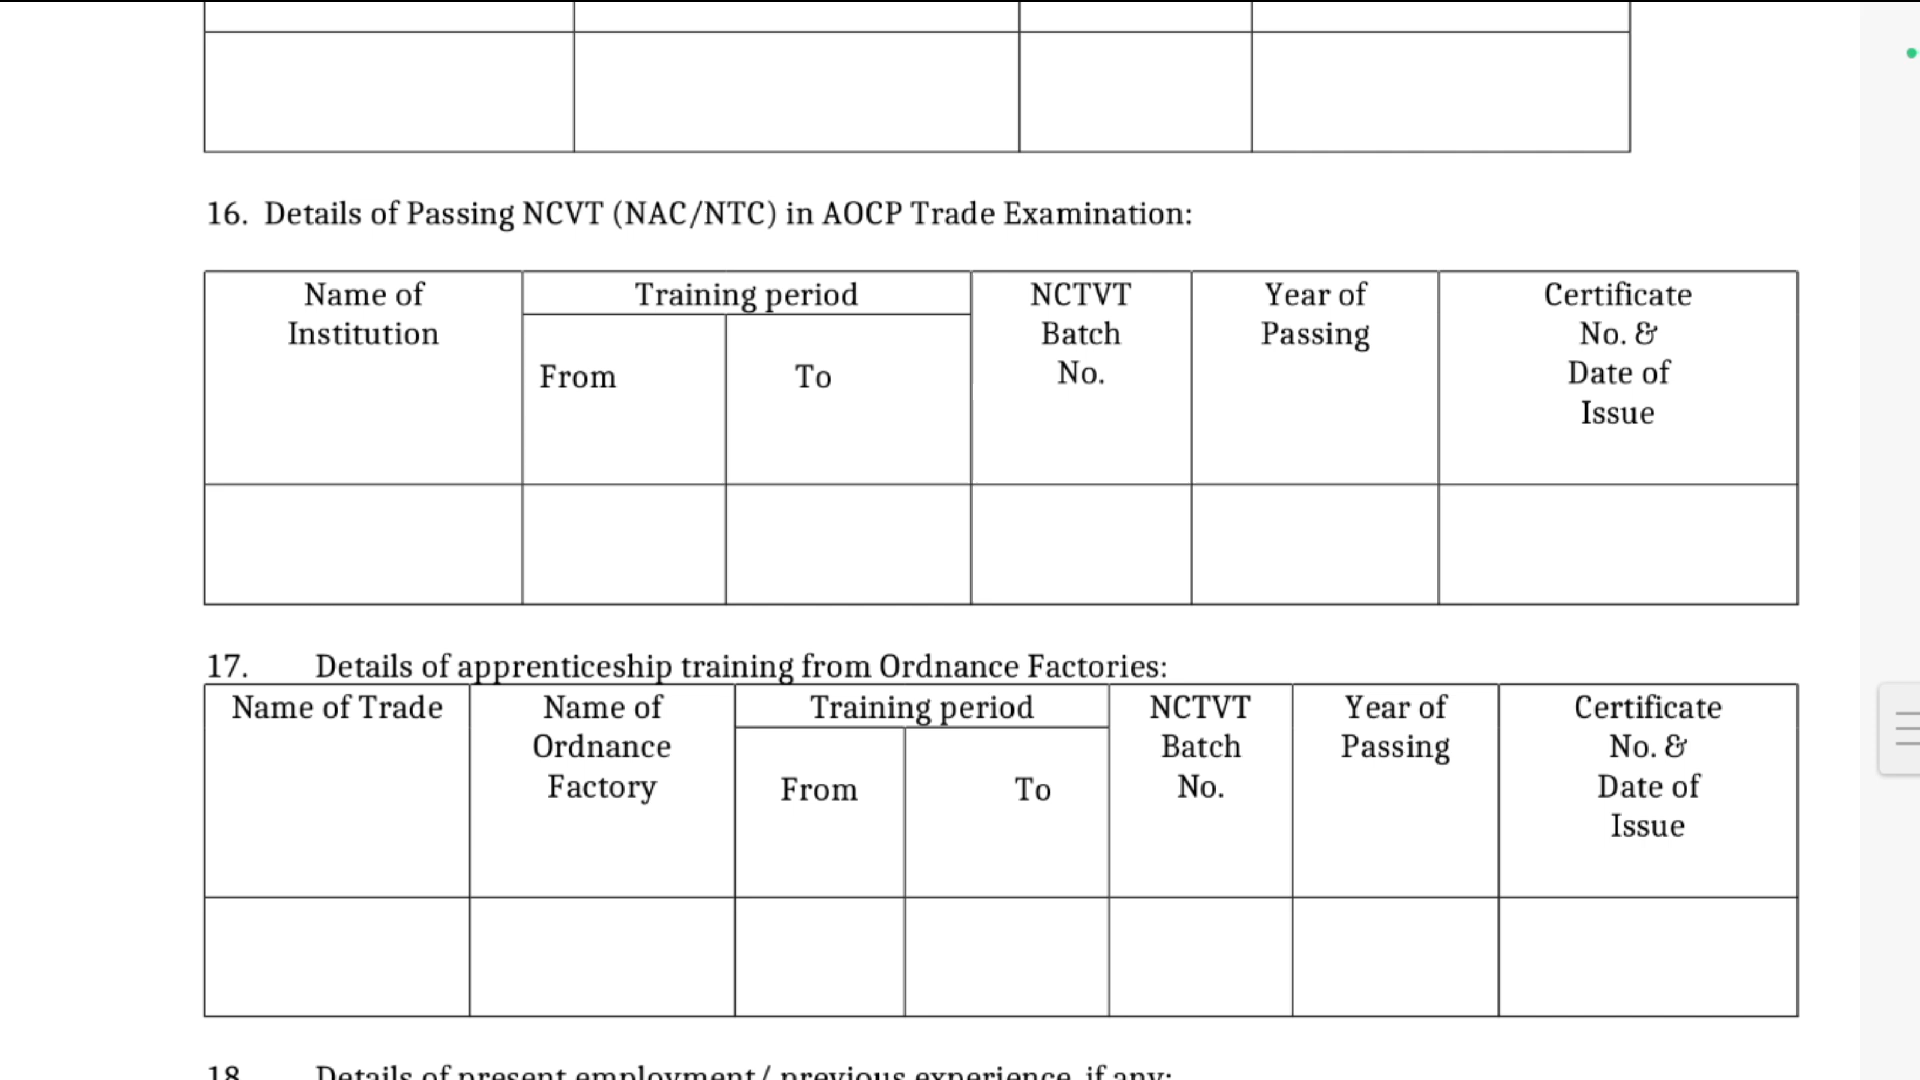 16. Details of Passing NCVT (NAC/NTC) in AOCP Trade Examination:
Name of
Institution
Training period
From
To
NCTVT
Batch
No.
Year of
Passing
Certificate
No. &
Date of
Issue
17. Details of apprenticeship training from Ordnance Factories:
Name of Trade
Name of
Ordnance
Factory
Training period
From
To
NCTVT
Batch
No.
Year of
Passing
Certificate
No. &
Date of
Issue
18. Details of present employment/ previous experience, if any: